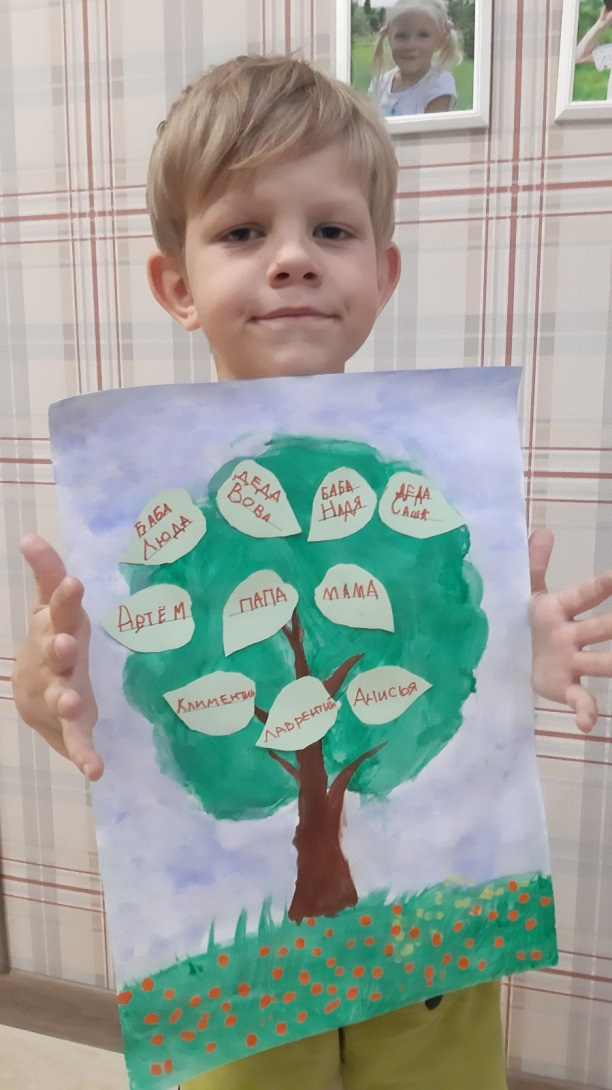 БАБА
ЛЮДА
ДЕДА
ВОВА
БАБА
НАДЯ
ДЕДА
САША
АРТЁМ
ПАПА
МАМА
КЛИМЕНТИЙ
ЛАВРЕНТИЙ
АНИСЬЯ